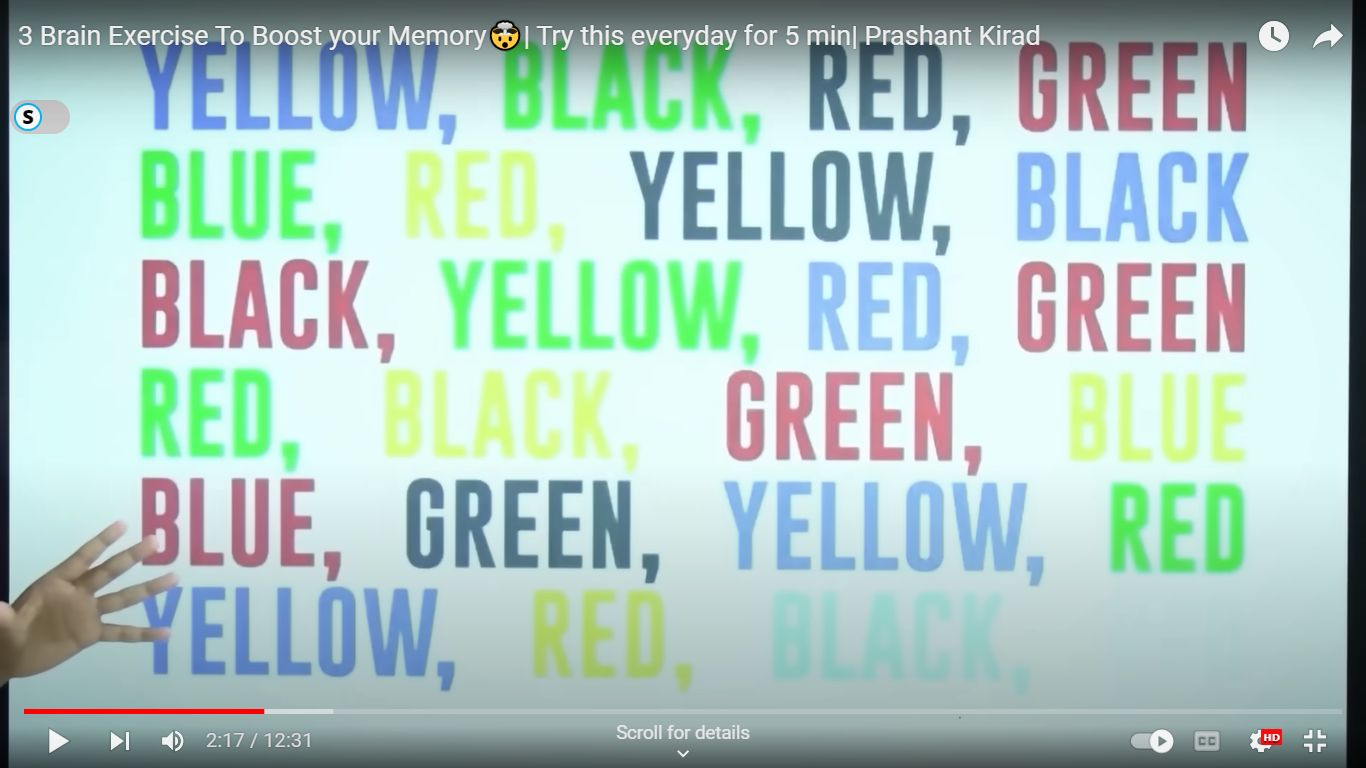 3 Brain Exercise To Boost your Memory🤯| Try this everyday for 5 min| Prashant Kirad
YELLOW, BLACK, RED, GREEN
S
BLUE, RED, YELLOW, BLACK
BLACK, YELLOW, RED, GREEN
RED, BLACK, GREEN, BLUE
BLUE, GREEN, YELLOW, RED
YELLOW, RED, BLACK,
2:17 / 12:31
Scroll for details
CC
HD